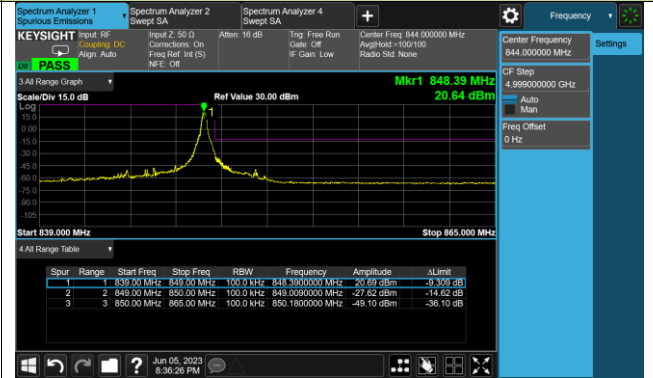 Spectrum Analyzer 1
Spurious Emissions
Spectrum Analyzer 2
Swept SA
Spectrum Analyzer 4
Swept SA
Frequency
KEYSIGHT
Input: RF
Coupling: DC
Align: Auto
Input Z: 50 Ω
Corrections: On
Freq Ref: Int (S)
NFE: Off
Atten: 16 dB
Trig: Free Run
Gate: Off
IF Gain: Low
Center Freq: 844.000000 MHz
Avg|Hold:>100/100
Radio Std: None
LM PASS
Center Frequency
844.000000 MHz
Settings
CF Step
4.999000000 GHz
Auto
Man
Freq Offset
0 Hz
3 All Range Graph
Mkr1 848.39 MHz
20.64 dBm
Scale/Div 15.0 dB
Ref Value 30.00 dBm
Log
15.0
0.00
-15.0
-30.0
-45.0
-60.0
-75.0
-90.0
-105
1
Start 839.000 MHz
Stop 865.000 MHz
4 All Range Table
Spur Range Start Freq Stop Freq RBW Frequency Amplitude ΔLimit
1 1 839.00 MHz 849.00 MHz 100.0 kHz 848.3900000 MHz 20.69 dBm -9.309 dB
2 2 849.00 MHz 850.00 MHz 100.0 kHz 849.0090000 MHz -27.62 dBm -14.62 dB
3 3 850.00 MHz 865.00 MHz 100.0 kHz 850.1800000 MHz -49.10 dBm -36.10 dB
?
Jun 05, 2023
8:36:26 PM